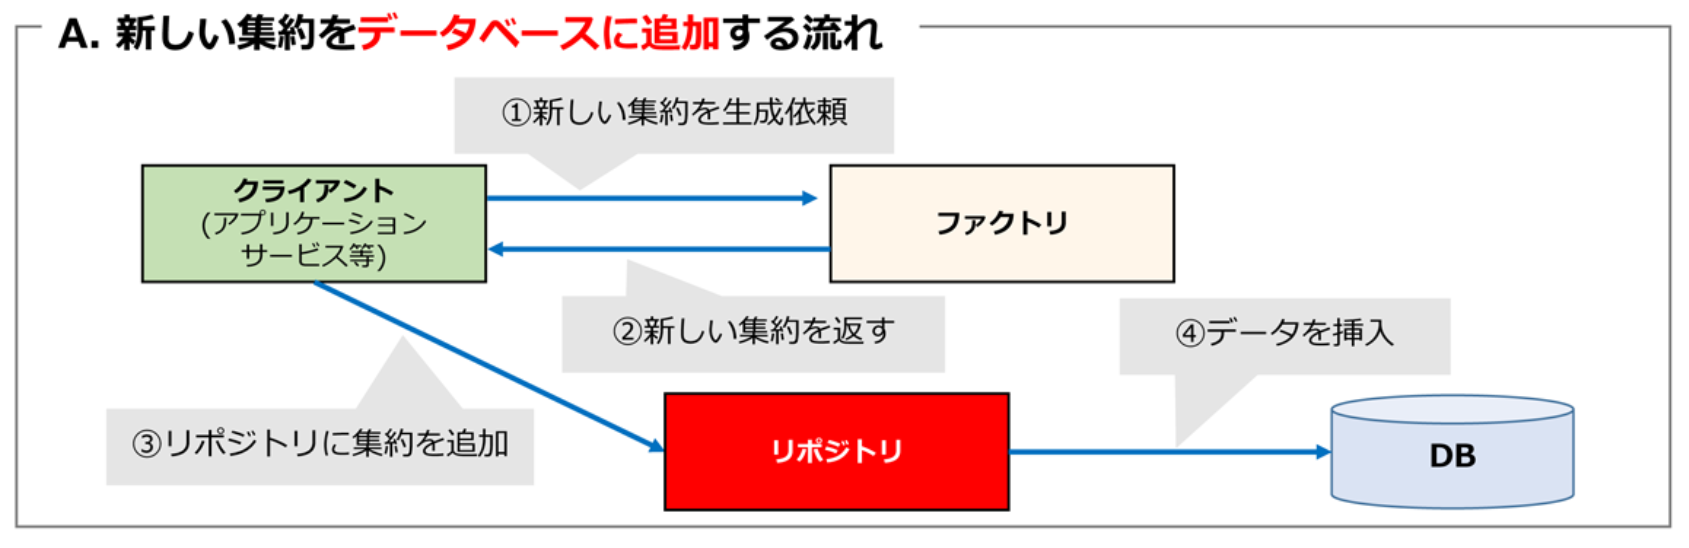 A. 新しい集約をデータベースに追加する流れ
①新しい集約を生成依頼
クライアント
(アプリケーション
サービス等)
ファクトリ
②新しい集約を返す
④データを挿入
③リポジトリに集約を追加
リポジトリ
DB